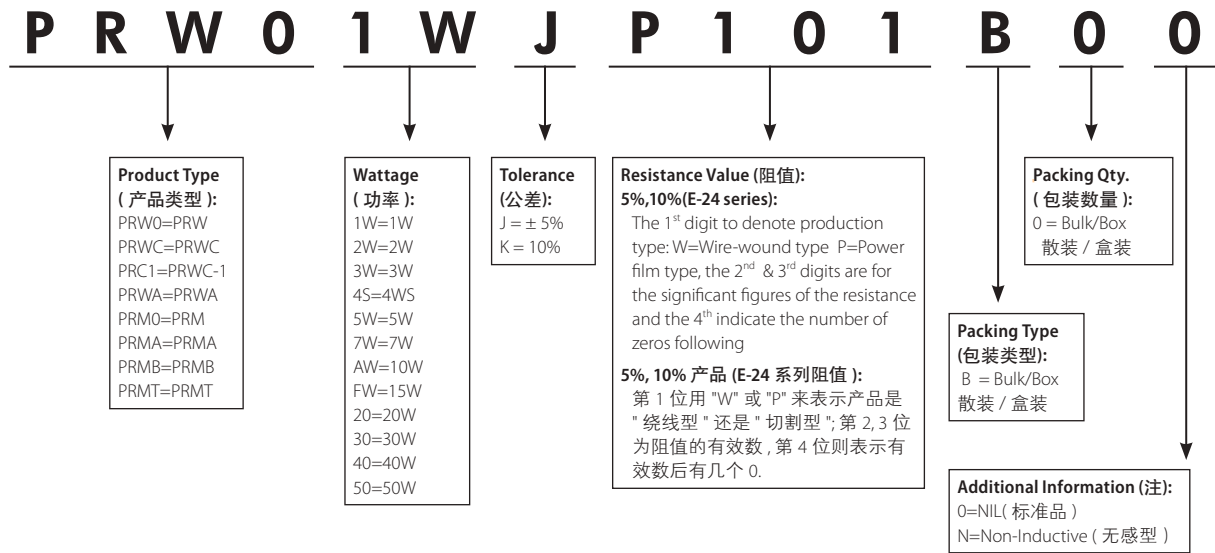 P R W 0 1 W J P 1 0 1 B 0 0
Product Type
( 产品类型 ):
PRW0=PRW
PRWC=PRWC
PRC1=PRWC-1
PRWA=PRWA
PRM0=PRM
PRMA=PRMA
PRMB=PRMB
PRMT=PRMT
Wattage
( 功率 ):
1W=1W
2W=2W
3W=3W
4S=4WS
5W=5W
7W=7W
AW=10W
FW=15W
20=20W
30=30W
40=40W
50=50W
Tolerance
(公差):
J = ± 5%
K = 10%
Resistance Value (阻值):
5%,10%(E-24 series):
The 1st digit to denote production
type: W=Wire-wound type P=Power
film type, the 2nd & 3rd digits are for
the significant figures of the resistance
and the 4th indicate the number of
zeros following
5%, 10% 产品 (E-24 系列阻值 ):
第 1 位用 "W" 或 "P" 来表示产品是
" 绕线型 " 还是 " 切割型 "; 第 2, 3 位
为阻值的有效数 , 第 4 位则表示有
效数后有几个 0.
Packing Type
(包装类型):
B = Bulk/Box
散装 / 盒装
Packing Qty.
( 包装数量 ):
0 = Bulk/Box
散装 / 盒装
Additional Information (注):
0=NIL( 标准品 )
N=Non-Inductive ( 无感型 )